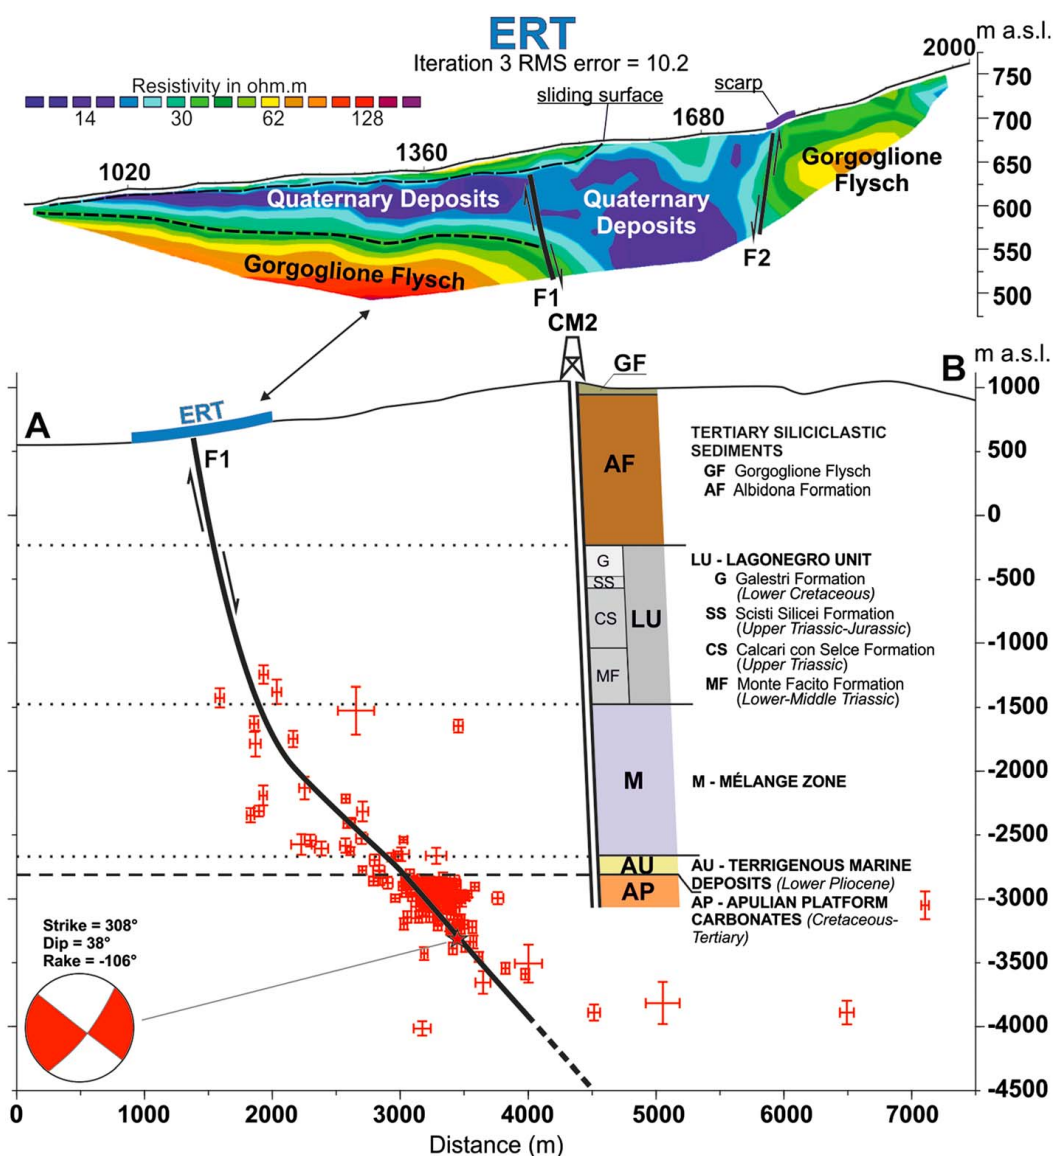 ERT
Iteration 3 RMS error = 10.2
m a.s.l.
Resistivity in ohm.m
14 30 62 128
sliding surface
scarp
1020
1360
1680
2000
750
700
650
600
550
500
Quaternary Deposits
Quaternary
Deposits
Gorgoglione
Flysch
Gorgoglione Flysch
F1
F2
CM2
GF
A
B
m a.s.l.
ERT
F1
AF
G
SS
CS
MF
LU
M
AU
AP
TERTIARY SILICICLASTIC
SEDIMENTS
GF Gorgoglione Flysch
AF Albidona Formation
LU - LAGONEGRO UNIT
G Galestri Formation
(Lower Cretaceous)
SS Scisti Silicei Formation
(Upper Triassic-Jurassic)
CS Calcari con Selce Formation
(Upper Triassic)
MF Monte Facito Formation
(Lower-Middle Triassic)
M - MÉLANGE ZONE
AU - TERRIGENOUS MARINE
DEPOSITS (Lower Pliocene)
AP - APULIAN PLATFORM
CARBONATES (Cretaceous-
Tertiary)
1000
500
0
-500
-1000
-1500
-2000
-2500
-3000
-3500
-4000
-4500
Strike = 308°
Dip = 38°
Rake = -106°
0 1000 2000 3000 4000 5000 6000 7000
Distance (m)